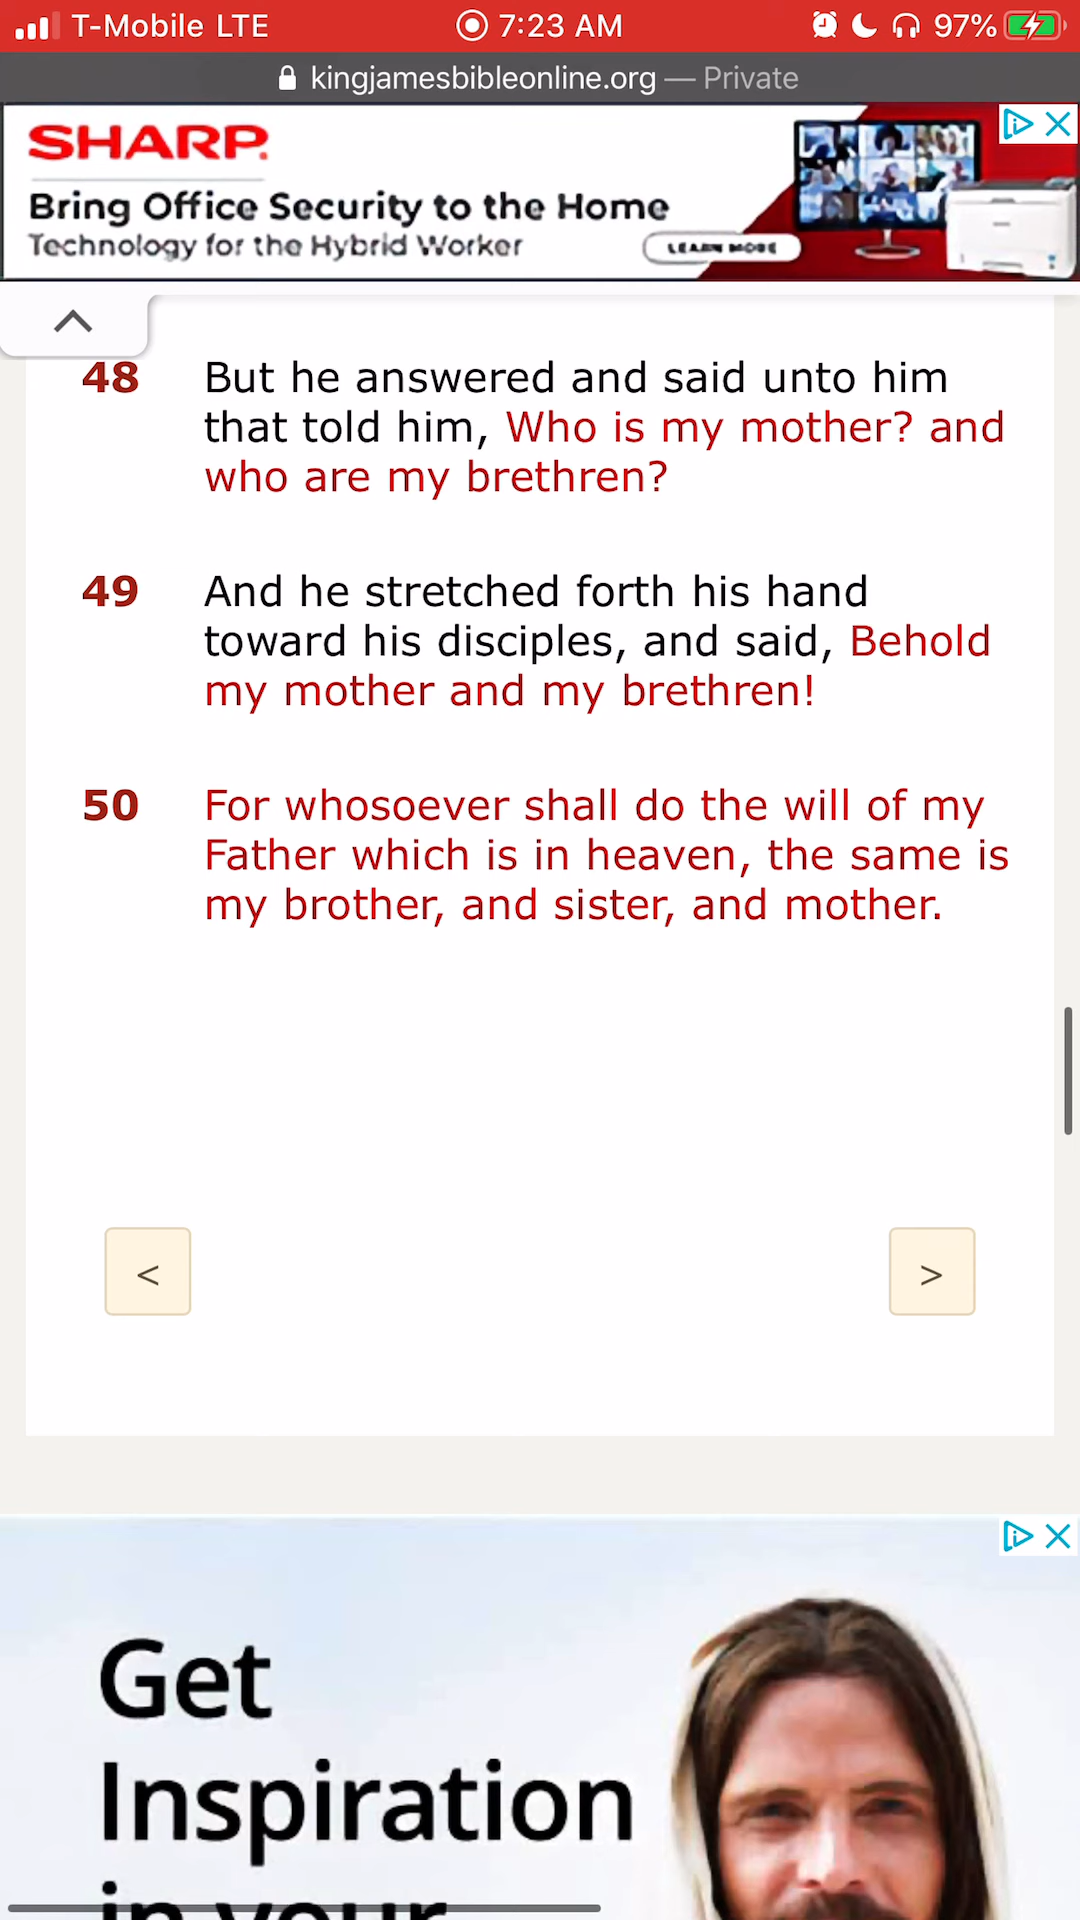 T-Mobile LTE 7:23 AM 97%
kingjamesbibleonline.org — Private
SHARP
Bring Office Security to the Home
Technology for the Hybrid Worker
LEARN MORE
48 But he answered and said unto him
that told him, Who is my mother? and
who are my brethren?
49 And he stretched forth his hand
toward his disciples, and said, Behold
my mother and my brethren!
50 For whosoever shall do the will of my
Father which is in heaven, the same is
my brother, and sister, and mother.
< >
Get
Inspiration
in your